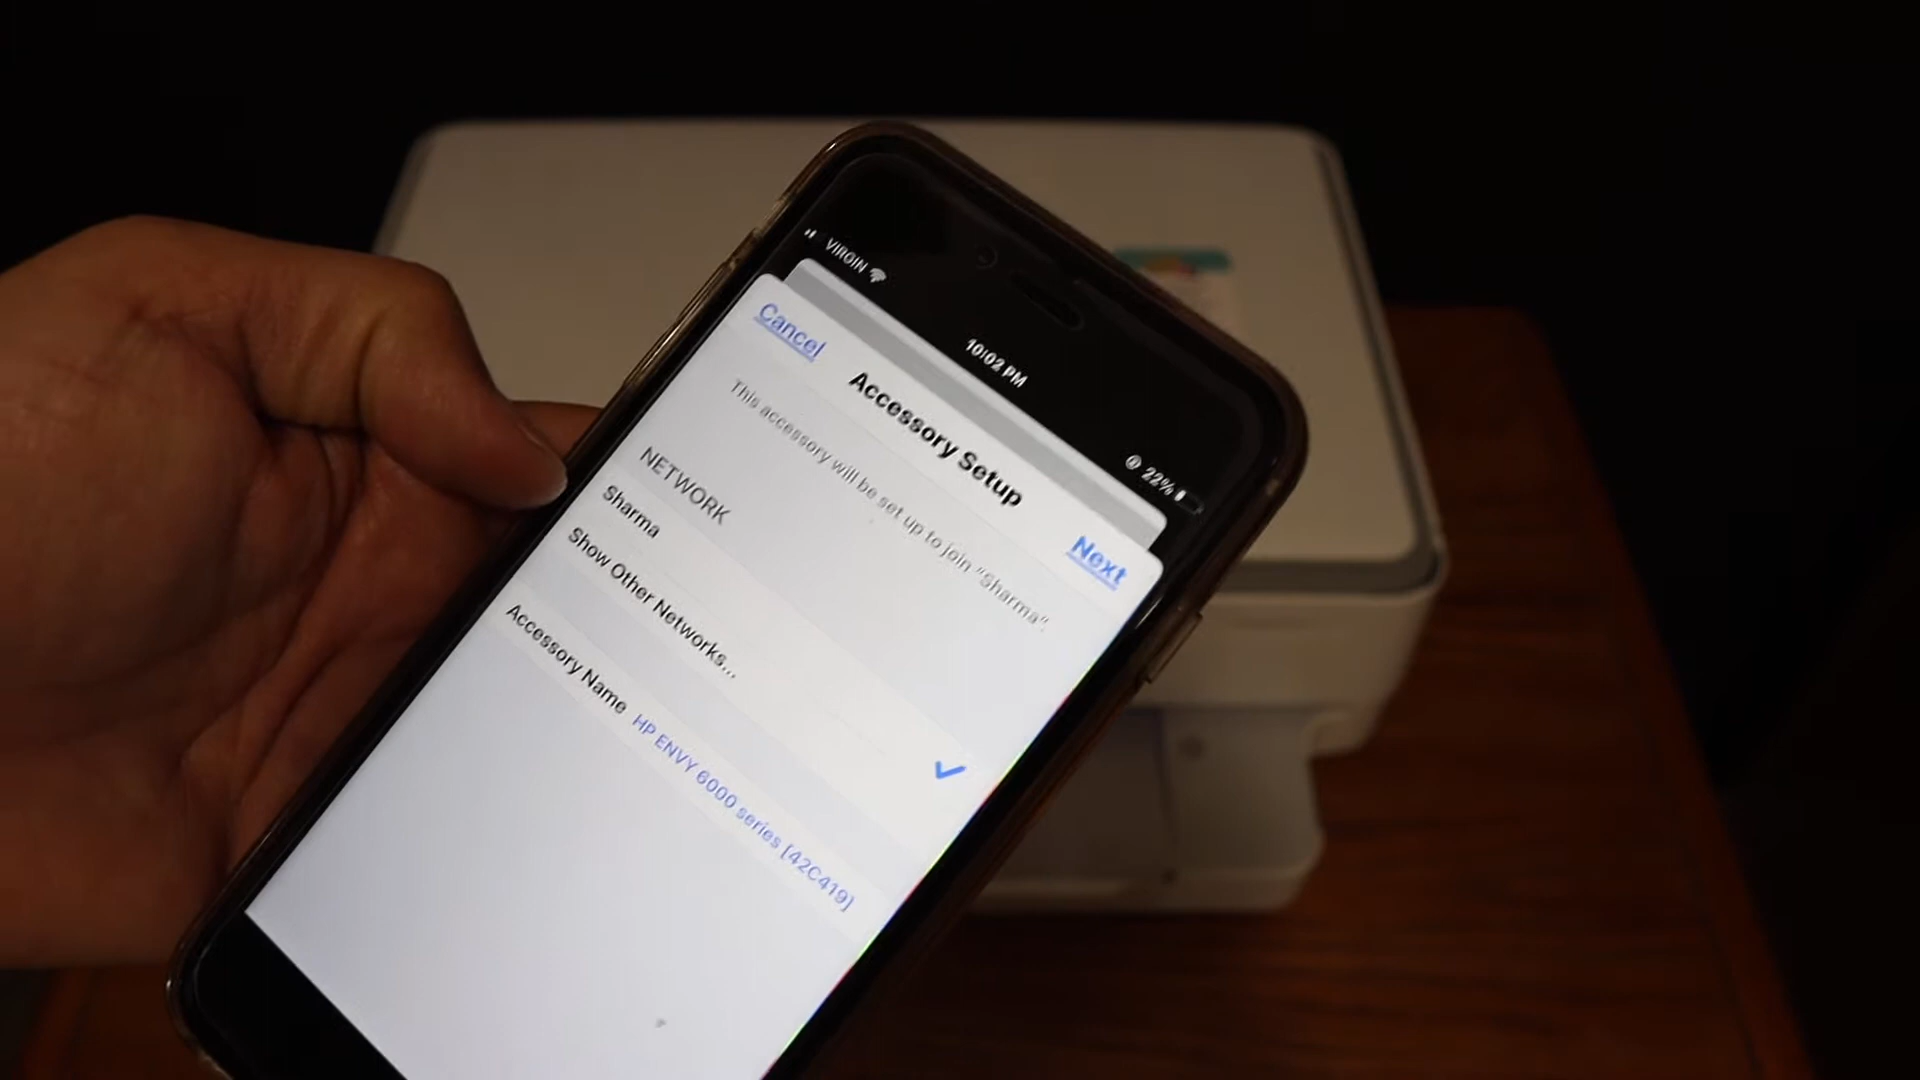 VIRGIN
10:02 PM
22%
Cancel
Accessory Setup
Next
This accessory will be set up to join "Sharma".
NETWORK
Sharma
Show Other Networks...
Accessory Name HP ENVY 6000 series [42C419]